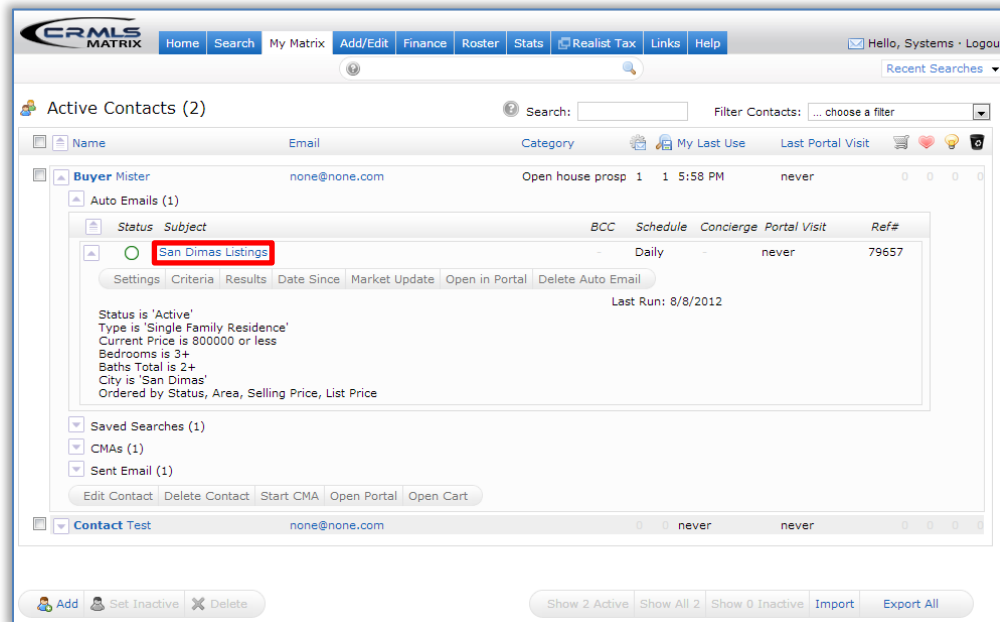 CRMLS
MATRIX
Home Search My Matrix Add/Edit Finance Roster Stats Realist Tax Links Help
Hello, Systems · Logou
Recent Searches
Active Contacts (2)
Search:
Filter Contacts: ... choose a filter
Name Email Category My Last Use Last Portal Visit
Buyer Mister none@none.com Open house prosp 1 1 5:58 PM never 0 0 0 0
Auto Emails (1)
Status Subject BCC Schedule Concierge Portal Visit Ref#
San Dimas Listings - Daily - never 79657
Settings Criteria Results Date Since Market Update Open in Portal Delete Auto Email
Last Run: 8/8/2012
Status is 'Active'
Type is 'Single Family Residence'
Current Price is 800000 or less
Bedrooms is 3+
Baths Total is 2+
City is 'San Dimas'
Ordered by Status, Area, Selling Price, List Price
Saved Searches (1)
CMAs (1)
Sent Email (1)
Edit Contact Delete Contact Start CMA Open Portal Open Cart
Contact Test none@none.com 0 0 never never 0 0 0 0
Add Set Inactive Delete
Show 2 Active Show All 2 Show 0 Inactive Import Export All